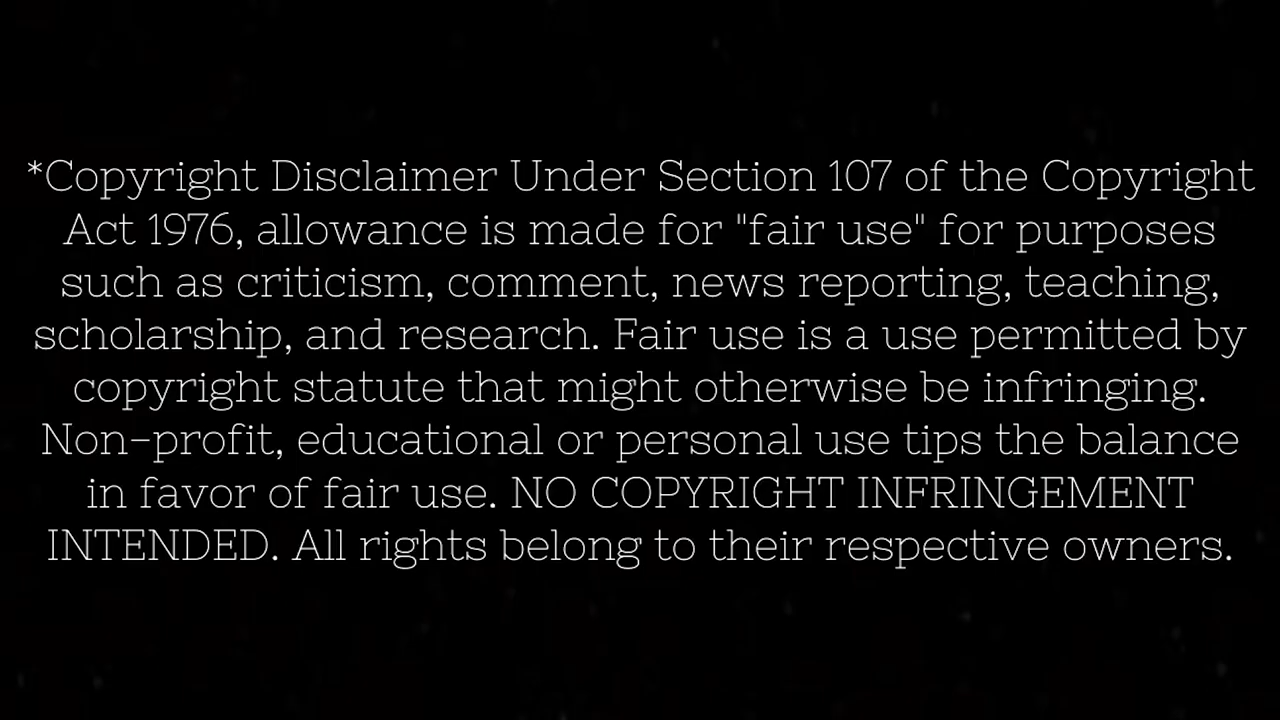 *Copyright Disclaimer Under Section 107 of the Copyright
Act 1976, allowance is made for "fair use" for purposes
such as criticism, comment, news reporting, teaching,
scholarship, and research. Fair use is a use permitted by
copyright statute that might otherwise be infringing.
Non-profit, educational or personal use tips the balance
in favor of fair use. NO COPYRIGHT INFRINGEMENT
INTENDED. All rights belong to their respective owners.